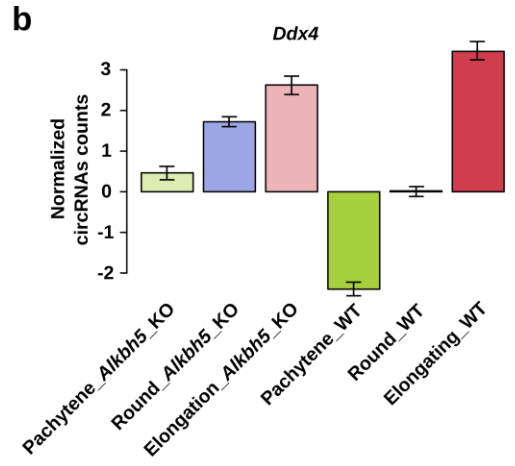 b
Ddx4
Normalized
circRNAs counts
3
2
1
0
-1
-2
Pachytene_Alkbh5_KO
Round_Alkbh5_KO
Elongation_Alkbh5_KO
Pachytene_WT
Round_WT
Elongating_WT